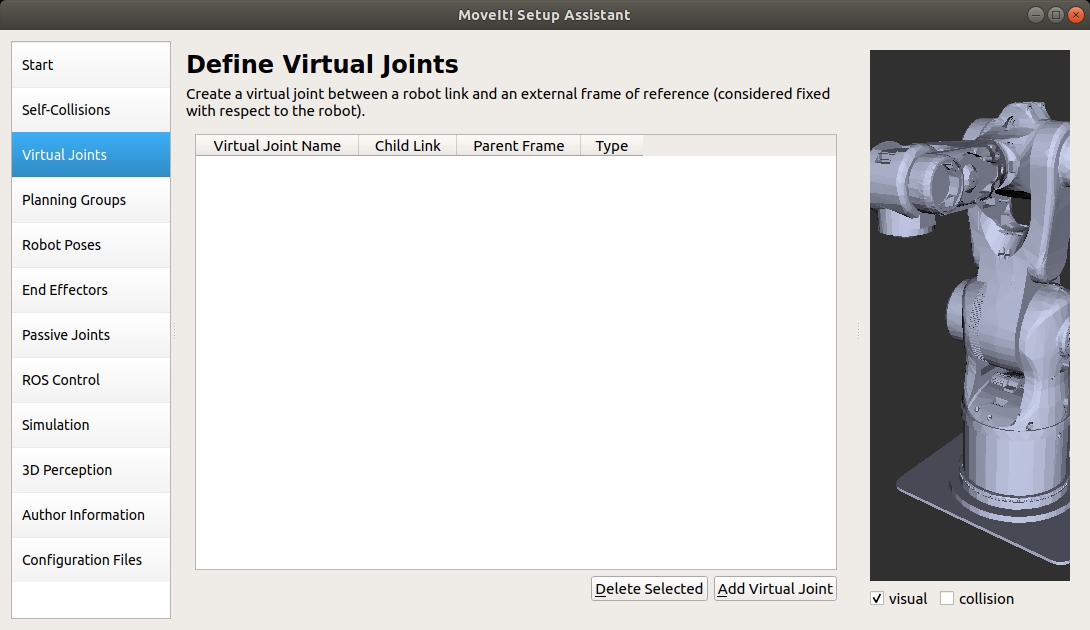 MoveIt! Setup Assistant
Start
Self-Collisions
Virtual Joints
Planning Groups
Robot Poses
End Effectors
Passive Joints
ROS Control
Simulation
3D Perception
Author Information
Configuration Files
Define Virtual Joints
Create a virtual joint between a robot link and an external frame of reference (considered fixed
with respect to the robot).
Virtual Joint Name Child Link Parent Frame Type
Delete Selected Add Virtual Joint
visual collision